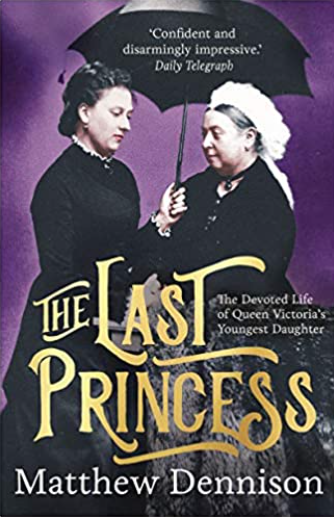 'Confident and
disarmingly impressive.'
Daily Telegraph
THE LAST
The Devoted Life
of Queen Victoria's
Youngest Daughter
PRINCESS
Matthew Dennison